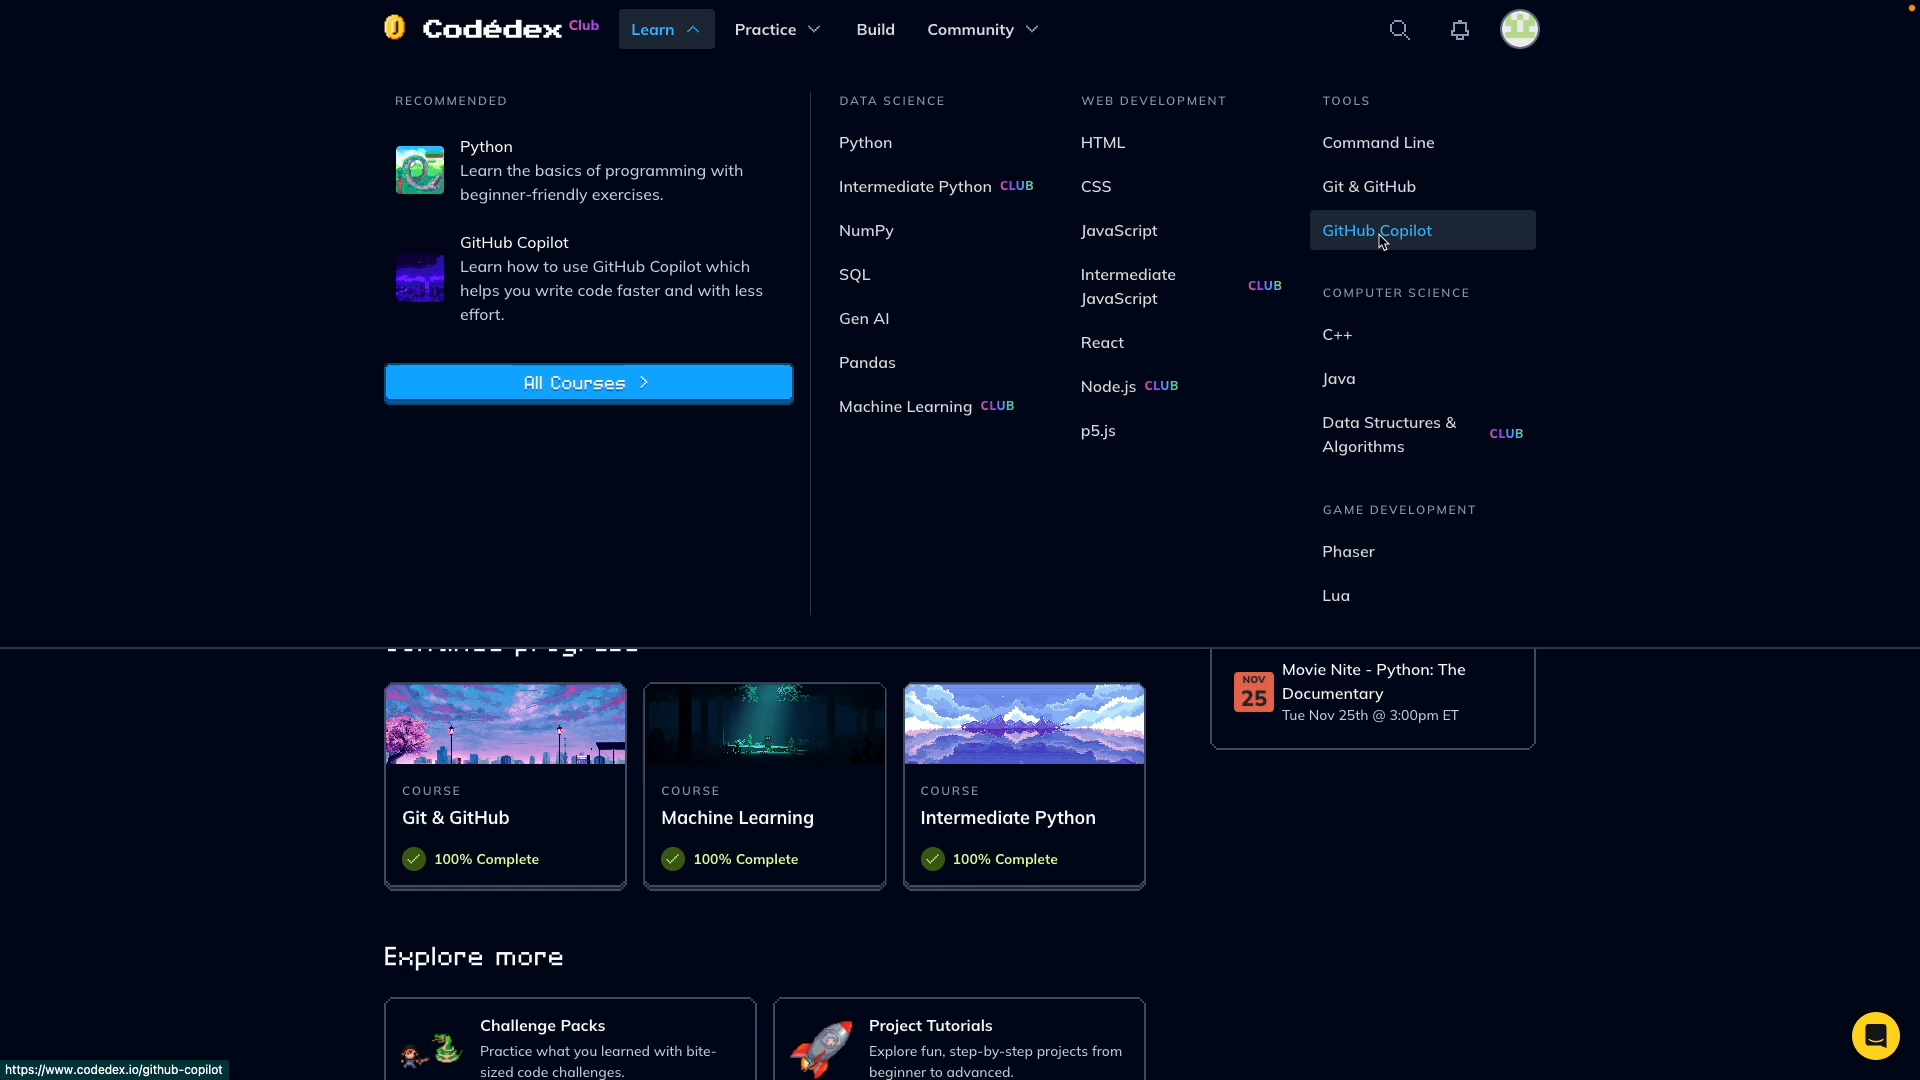 Codédex Club
Learn
Practice
Build
Community
RECOMMENDED
Python
Learn the basics of programming with
beginner-friendly exercises.
GitHub Copilot
Learn how to use GitHub Copilot which
helps you write code faster and with less
effort.
All Courses
DATA SCIENCE
Python
Intermediate Python CLUB
NumPy
SQL
Gen AI
Pandas
Machine Learning CLUB
WEB DEVELOPMENT
HTML
CSS
JavaScript
Intermediate
JavaScript
CLUB
React
Node.js CLUB
p5.js
TOOLS
Command Line
Git & GitHub
GitHub Copilot
COMPUTER SCIENCE
C++
Java
Data Structures &
Algorithms
CLUB
GAME DEVELOPMENT
Phaser
Lua
Continue progress
COURSE
Git & GitHub
100% Complete
COURSE
Machine Learning
100% Complete
COURSE
Intermediate Python
100% Complete
NOV
25
Movie Nite - Python: The
Documentary
Tue Nov 25th @ 3:00pm ET
Explore more
Challenge Packs
Practice what you learned with bite-
sized code challenges.
Project Tutorials
Explore fun, step-by-step projects from
beginner to advanced.
https://www.codedex.io/github-copilot